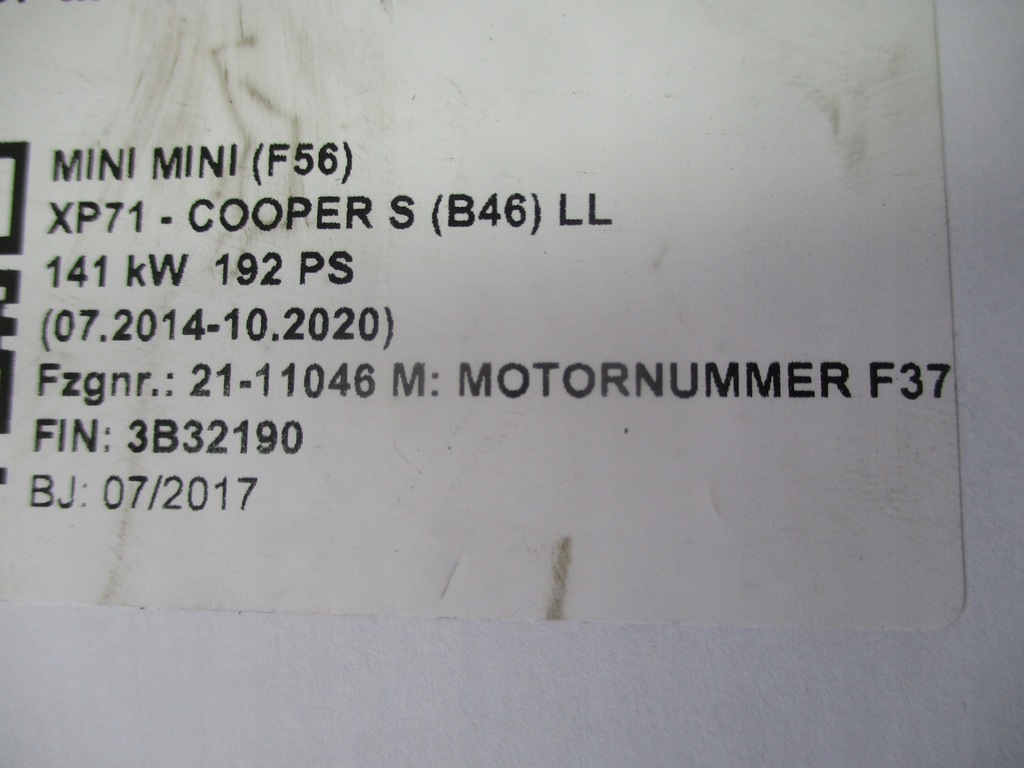 MINI MINI (F56)
XP71 - COOPER S (B46) LL
141 kW 192 PS
(07.2014-10.2020)
Fzgnr.: 21-11046 M: MOTORNUMMER F37
FIN: 3B32190
BJ: 07/2017